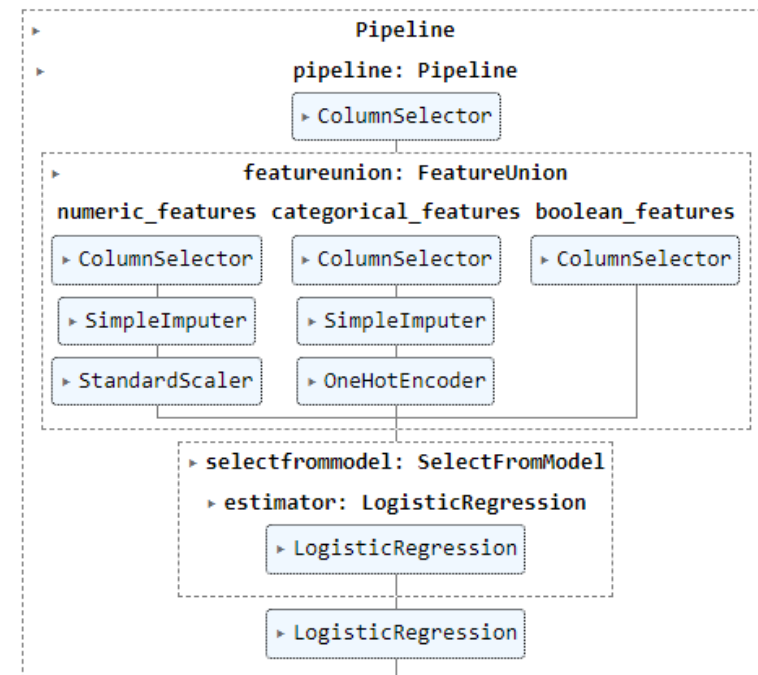 Pipeline
pipeline: Pipeline
ColumnSelector
featureunion: FeatureUnion
numeric_features categorical_features boolean_features
ColumnSelector ColumnSelector ColumnSelector
SimpleImputer SimpleImputer
StandardScaler OneHotEncoder
selectfrommodel: SelectFromModel
estimator: LogisticRegression
LogisticRegression
LogisticRegression